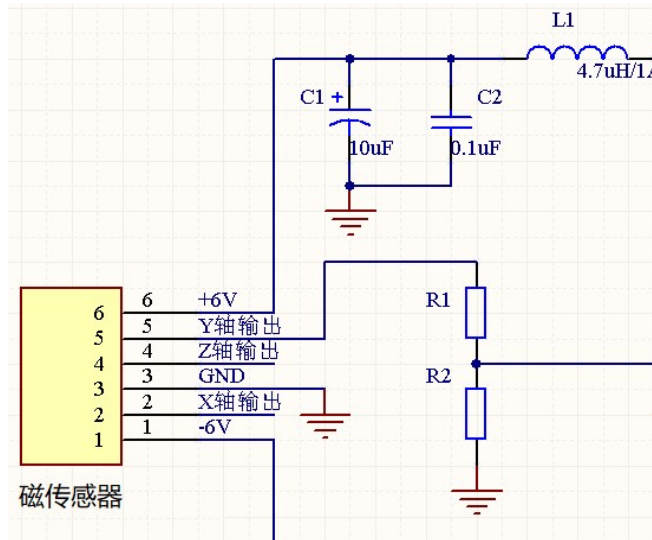 L1
4.7uH/1A
C1 +
C2
10uF
0.1uF
6 6 +6V
5 5 Y轴输出
4 4 Z轴输出
3 3 GND
2 2 X轴输出
1 1 -6V
R1
R2
磁传感器